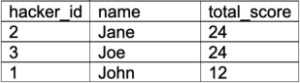 hacker_id name total_score
2 Jane 24
3 Joe 24
1 John 12